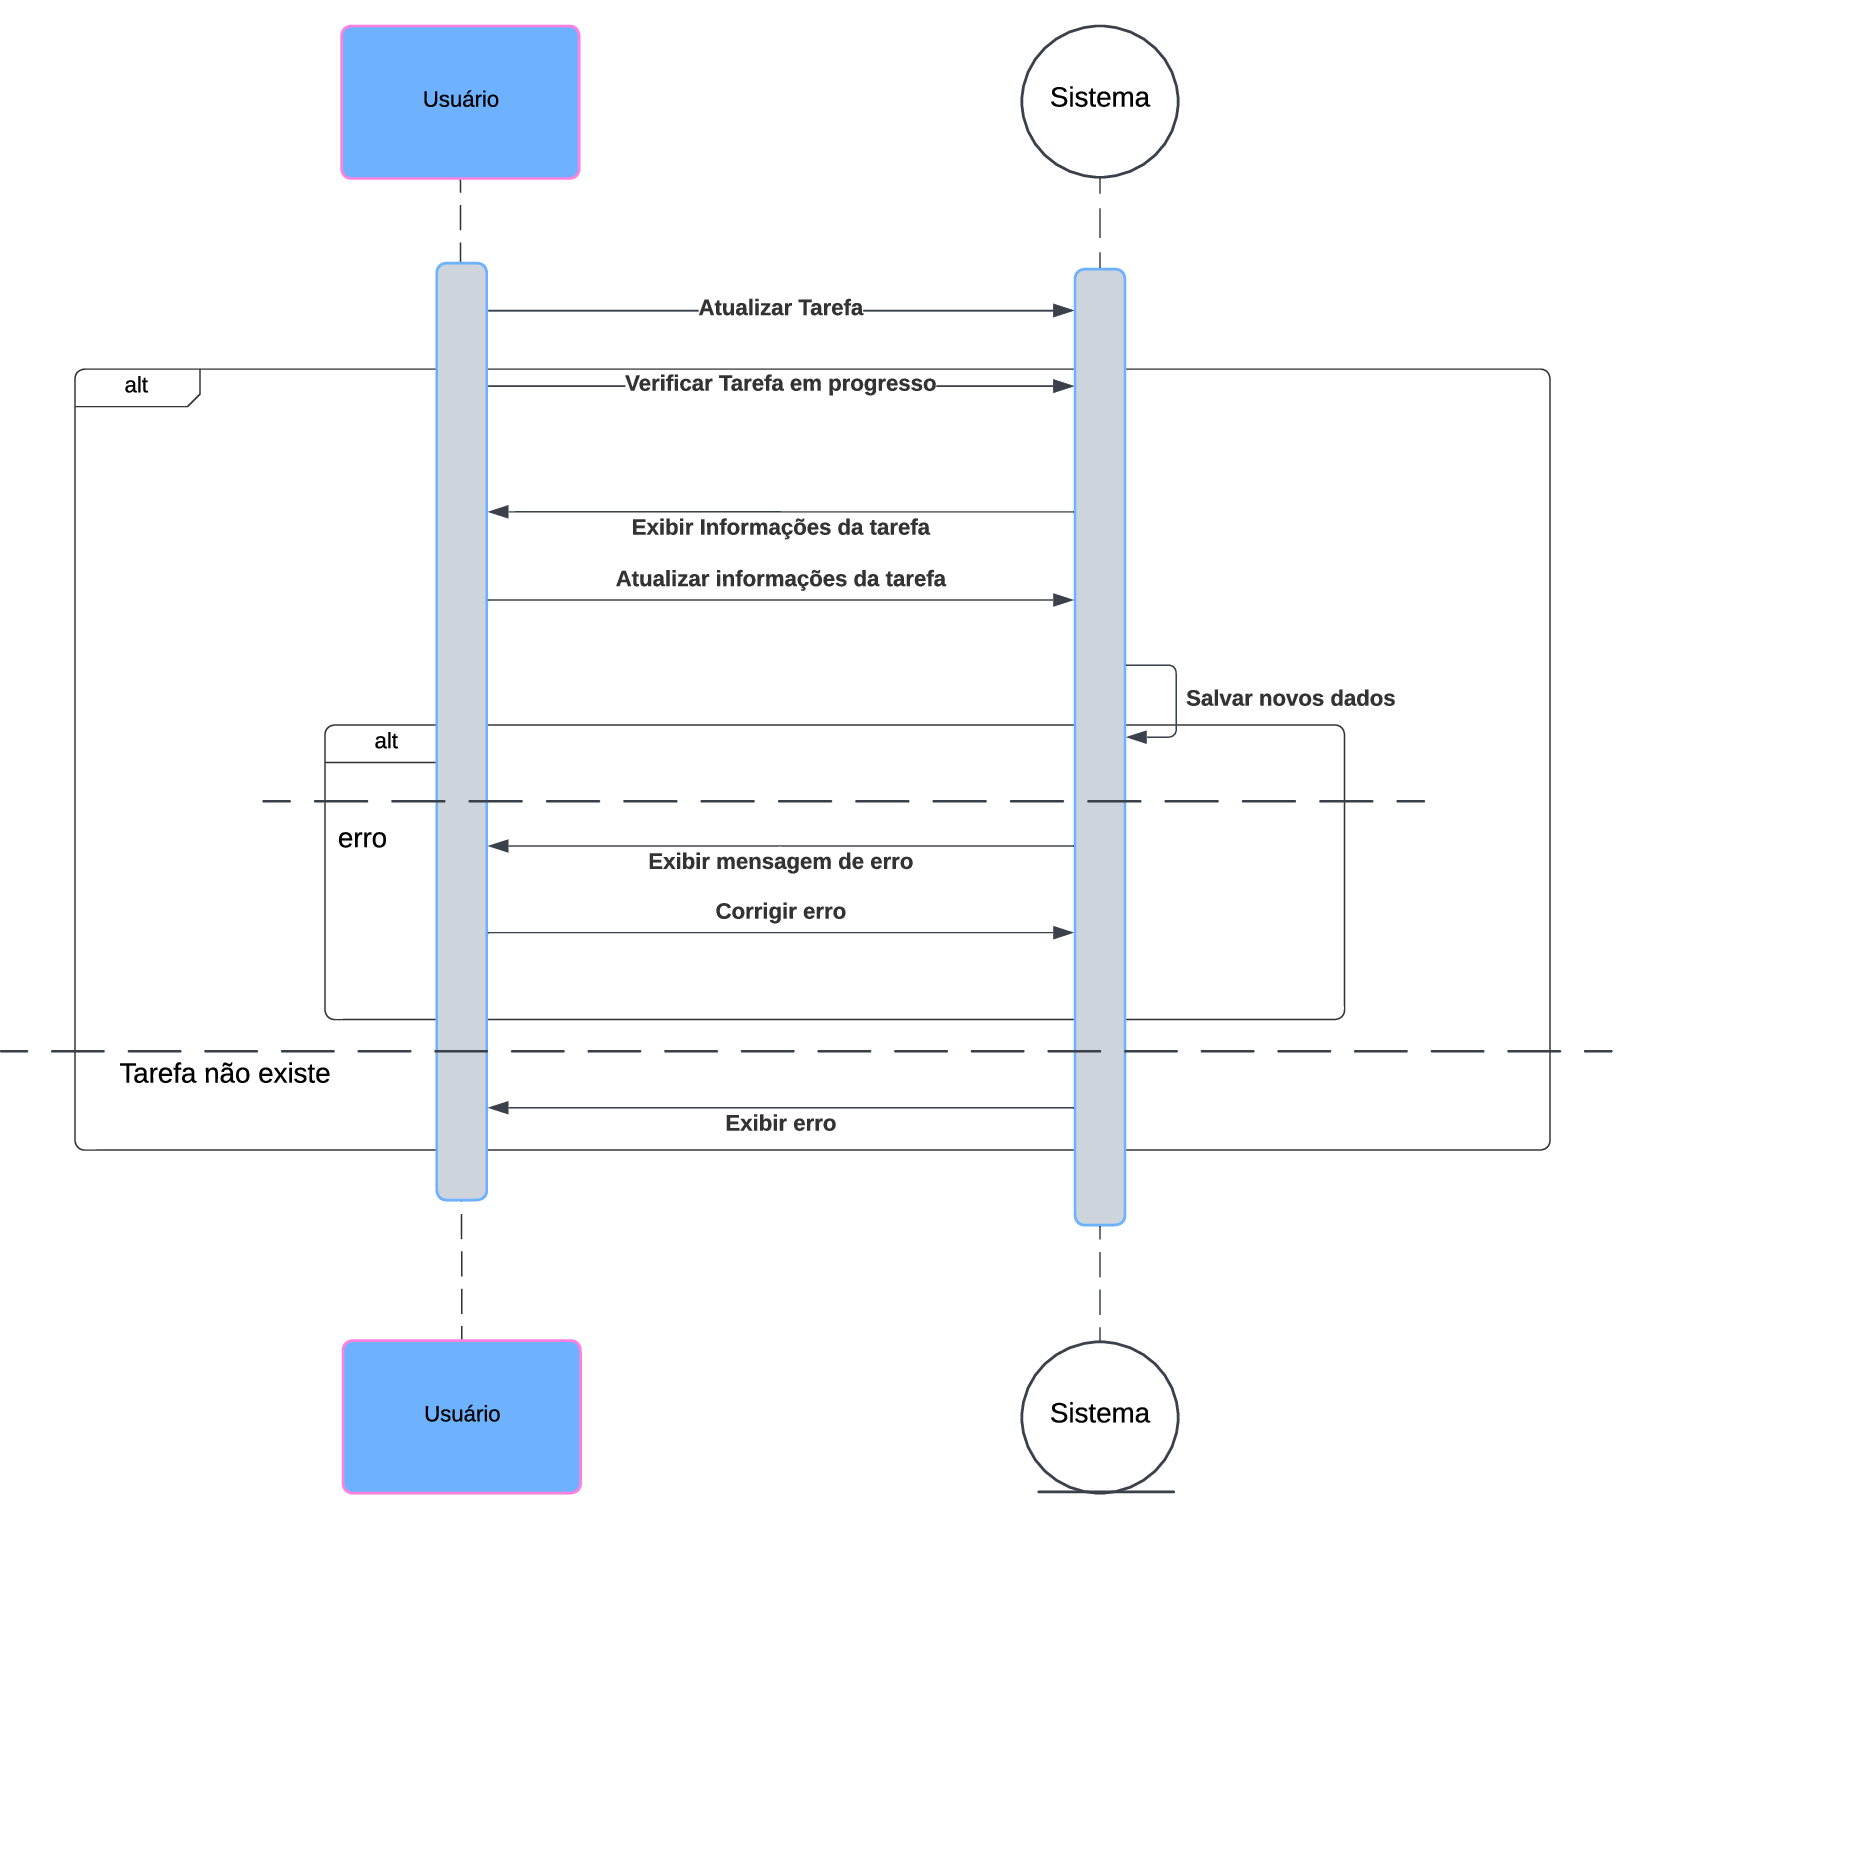 Usuário
Sistema
Atualizar Tarefa
alt
Verificar Tarefa em progresso
Exibir Informações da tarefa
Atualizar informações da tarefa
Salvar novos dados
alt
erro
Exibir mensagem de erro
Corrigir erro
Tarefa não existe
Exibir erro
Usuário
Sistema